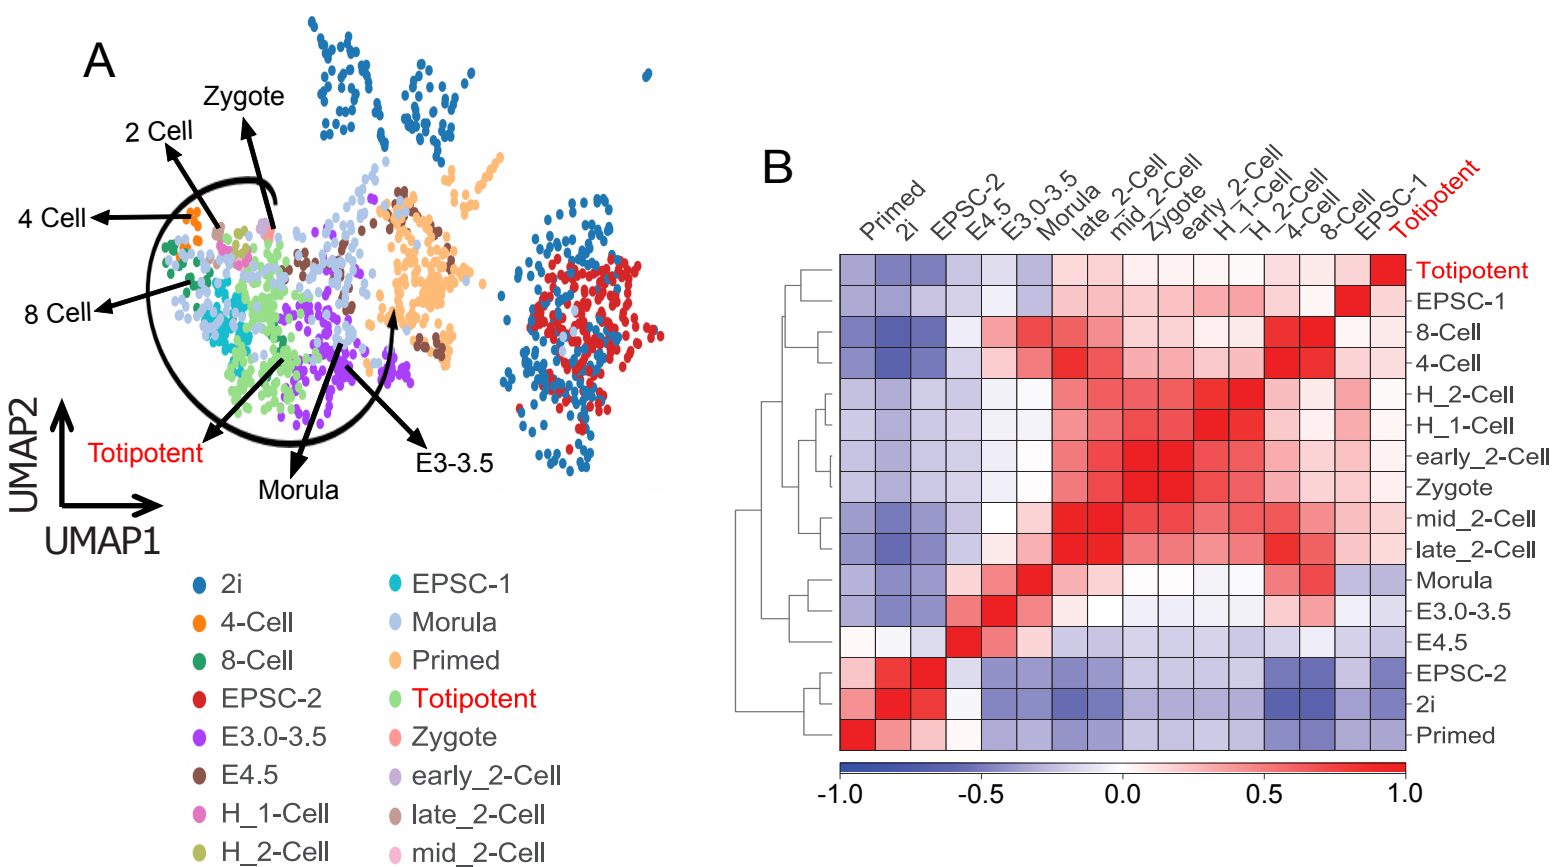 A
Zygote
2 Cell
4 Cell
8 Cell
Totipotent
Morula
E3-3.5
UMAP2
UMAP1
2i
4-Cell
8-Cell
EPSC-2
E3.0-3.5
E4.5
H_1-Cell
H_2-Cell
EPSC-1
Morula
Primed
Totipotent
Zygote
early_2-Cell
late_2-Cell
mid_2-Cell
B
Primed
2i
EPSC-2
E4.5
E3.0-3.5
Morula
late_2-Cell
mid_2-Cell
Zygote
early_2-Cell
H_1-Cell
H_2-Cell
4-Cell
8-Cell
EPSC-1
Totipotent
Totipotent
EPSC-1
8-Cell
4-Cell
H_2-Cell
H_1-Cell
early_2-Cell
Zygote
mid_2-Cell
late_2-Cell
Morula
E3.0-3.5
E4.5
EPSC-2
2i
Primed
-1.0 -0.5 0.0 0.5 1.0